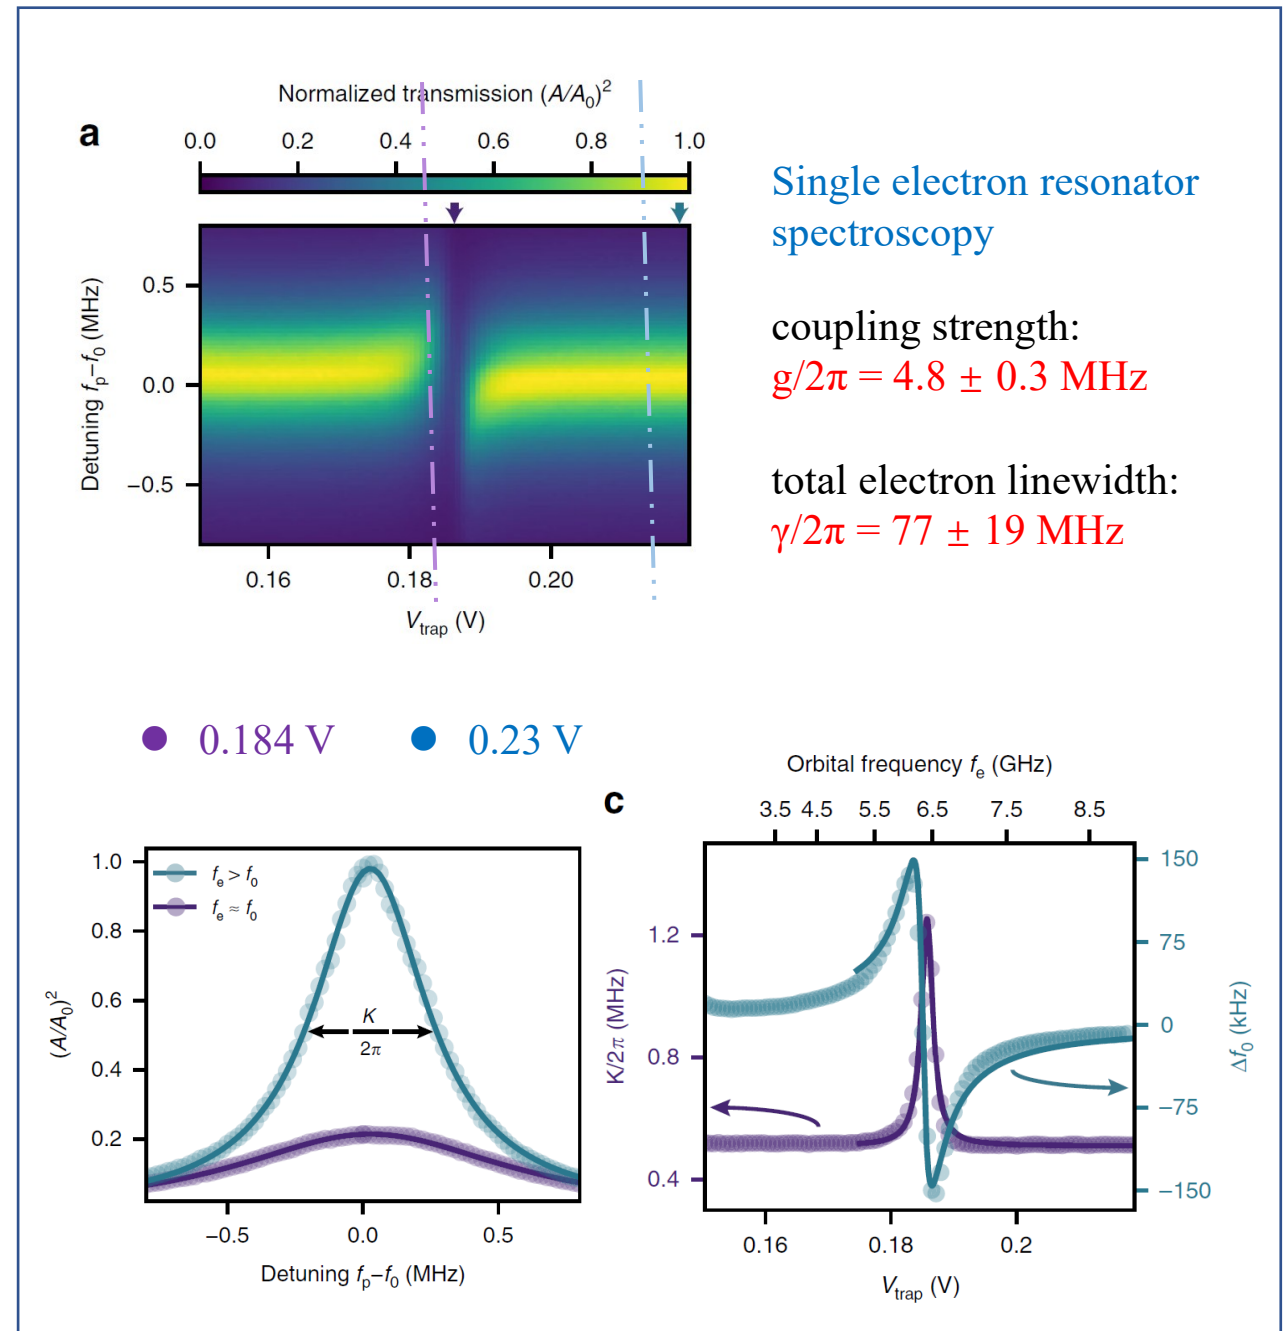 Normalized transmission (A/A₀)²
a
0.0 0.2 0.4 0.6 0.8 1.0
Detuning fₚ–f₀ (MHz)
0.5
0.0
−0.5
0.16 0.18 0.20
V_trap (V)
Single electron resonator
spectroscopy
coupling strength:
g/2π = 4.8 ± 0.3 MHz
total electron linewidth:
γ/2π = 77 ± 19 MHz
0.184 V 0.23 V
(A/A₀)²
1.0
0.8
0.6
0.4
0.2
fₑ > f₀
fₑ ≈ f₀
K
2π
−0.5 0.0 0.5
Detuning fₚ–f₀ (MHz)
c
Orbital frequency fₑ (GHz)
3.5 4.5 5.5 6.5 7.5 8.5
K/2π (MHz)
1.2
0.8
0.4
150
75
0
−75
−150
Δf₀ (kHz)
0.16 0.18 0.2
V_trap (V)